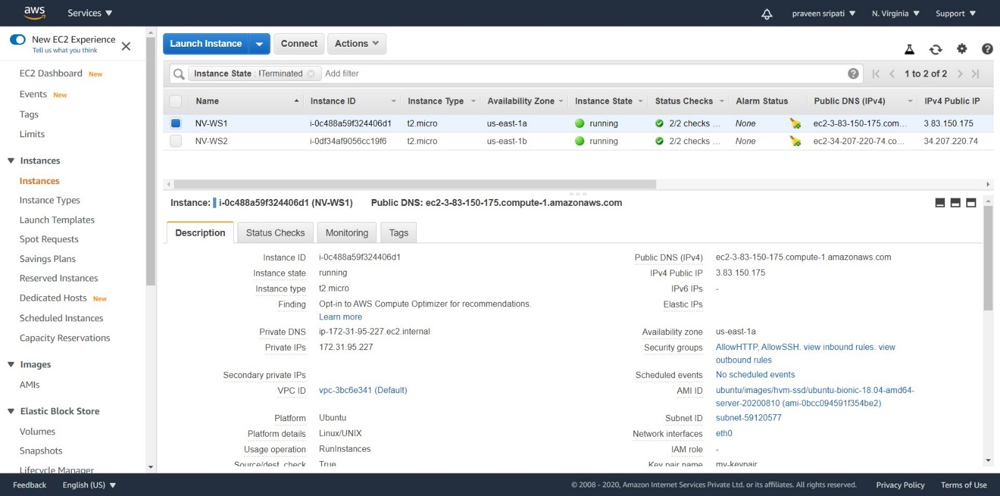 aws Services praveen sripati N. Virginia Support
New EC2 Experience
Tell us what you think
EC2 Dashboard New
Events New
Tags
Limits
Instances
Instances
Instance Types
Launch Templates
Spot Requests
Savings Plans
Reserved Instances
Dedicated Hosts New
Scheduled Instances
Capacity Reservations
Images
AMIs
Elastic Block Store
Volumes
Snapshots
Lifecycle Manager
Launch Instance Connect Actions
Instance State : !Terminated Add filter 1 to 2 of 2
Name Instance ID Instance Type Availability Zone Instance State Status Checks Alarm Status Public DNS (IPv4) IPv4 Public IP
NV-WS1 i-0c488a59f324406d1 t2.micro us-east-1a running 2/2 checks ... None ec2-3-83-150-175.com... 3.83.150.175
NV-WS2 i-0df34af9056cc19f6 t2.micro us-east-1b running 2/2 checks ... None ec2-34-207-220-74.co... 34.207.220.74
Instance: i-0c488a59f324406d1 (NV-WS1) Public DNS: ec2-3-83-150-175.compute-1.amazonaws.com
Description Status Checks Monitoring Tags
Instance ID i-0c488a59f324406d1 Public DNS (IPv4) ec2-3-83-150-175.compute-1.amazonaws.com
Instance state running IPv4 Public IP 3.83.150.175
Instance type t2.micro IPv6 IPs -
Finding Opt-in to AWS Compute Optimizer for recommendations. Elastic IPs
Learn more
Private DNS ip-172-31-95-227.ec2.internal Availability zone us-east-1a
Private IPs 172.31.95.227 Security groups AllowHTTP, AllowSSH. view inbound rules. view
outbound rules
Secondary private IPs Scheduled events No scheduled events
VPC ID vpc-3bc6e341 (Default) AMI ID ubuntu/images/hvm-ssd/ubuntu-bionic-18.04-amd64-
server-20200810 (ami-0bcc094591f354be2)
Platform Ubuntu Subnet ID subnet-59120577
Platform details Linux/UNIX Network interfaces eth0
Usage operation RunInstances IAM role -
Source/dest. check True Key pair name my-keypair
Feedback English (US) © 2008 - 2020, Amazon Internet Services Private Ltd. or its affiliates. All rights reserved. Privacy Policy Terms of Use